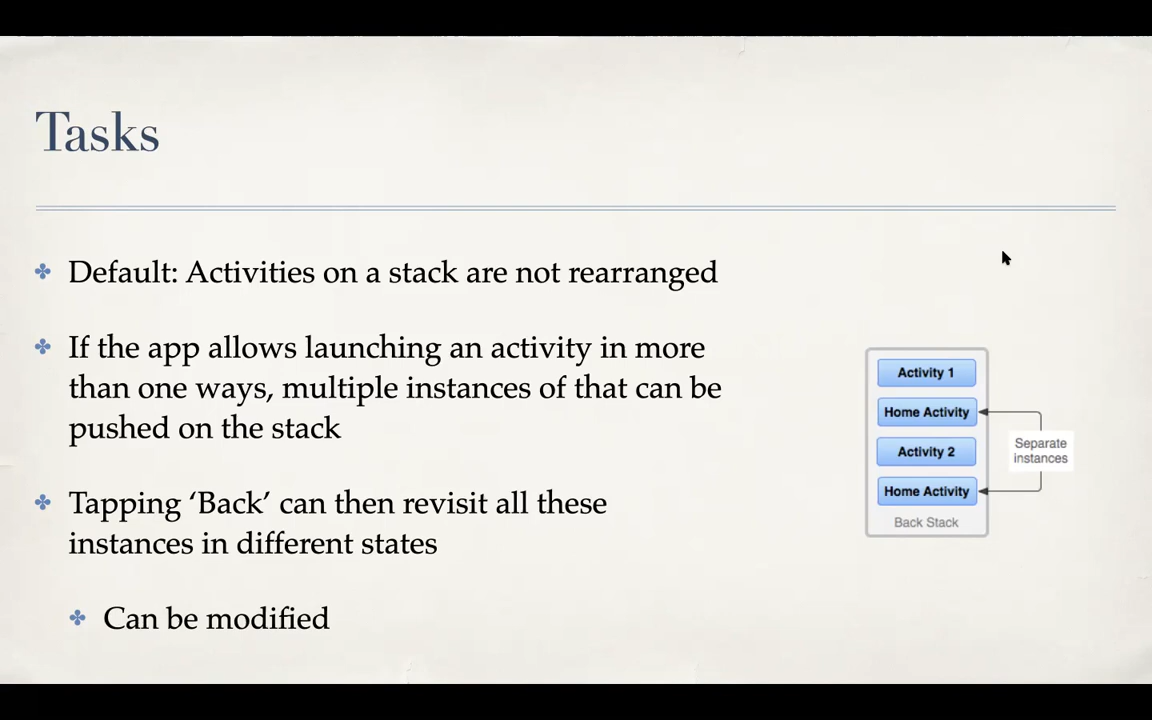 Tasks
Default: Activities on a stack are not rearranged
If the app allows launching an activity in more
than one ways, multiple instances of that can be
pushed on the stack
Tapping ‘Back’ can then revisit all these
instances in different states
Can be modified
Activity 1
Home Activity
Activity 2
Home Activity
Back Stack
Separate
instances